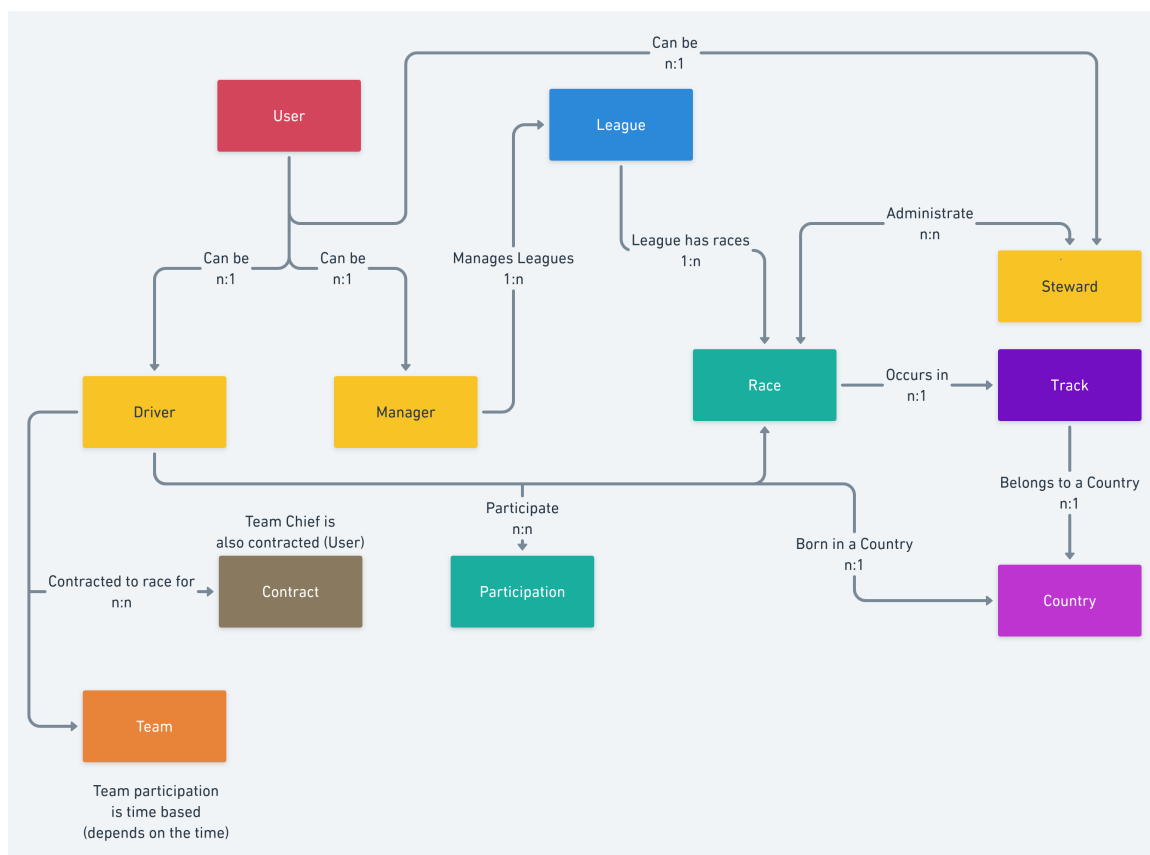 Can be
n:1
User
League
Administrate
n:n
League has races
1:n
Can be
n:1
Can be
n:1
Manages Leagues
1:n
Steward
Race
Occurs in
n:1
Track
Driver
Manager
Belongs to a Country
n:1
Participate
n:n
Team Chief is
also contracted (User)
Born in a Country
n:1
Contracted to race for
n:n
Contract
Participation
Country
Team
Team participation
is time based
(depends on the time)